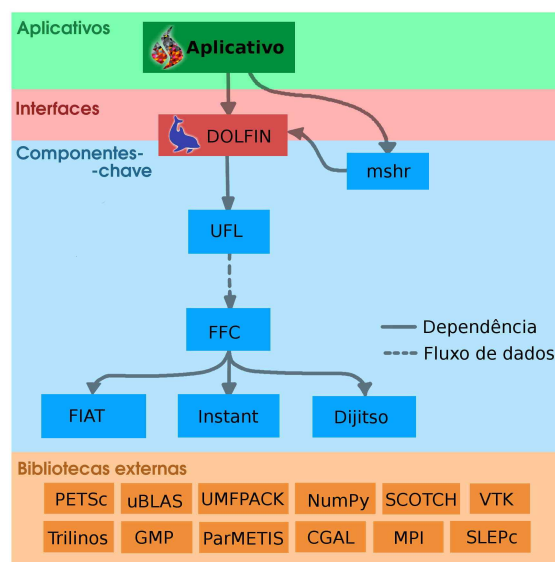 Aplicativos
Aplicativo
Interfaces
DOLFIN
Componentes-
-chave
mshr
UFL
FFC
Dependência
Fluxo de dados
FIAT
Instant
Dijitso
Bibliotecas externas
PETSc
uBLAS
UMFPACK
NumPy
SCOTCH
VTK
Trilinos
GMP
ParMETIS
CGAL
MPI
SLEPc